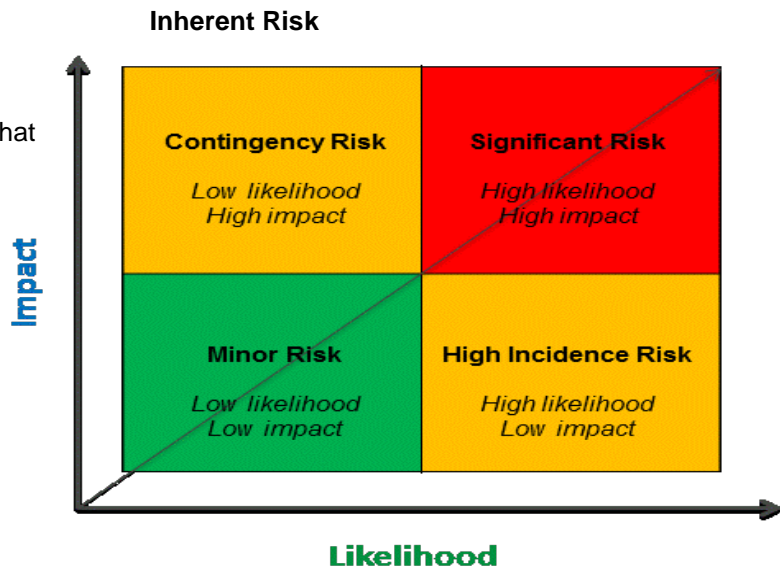 Inherent Risk
hat
Contingency Risk
Low likelihood
High impact
Significant Risk
High likelihood
High impact
Impact
Minor Risk
Low likelihood
Low impact
High Incidence Risk
High likelihood
Low impact
Likelihood